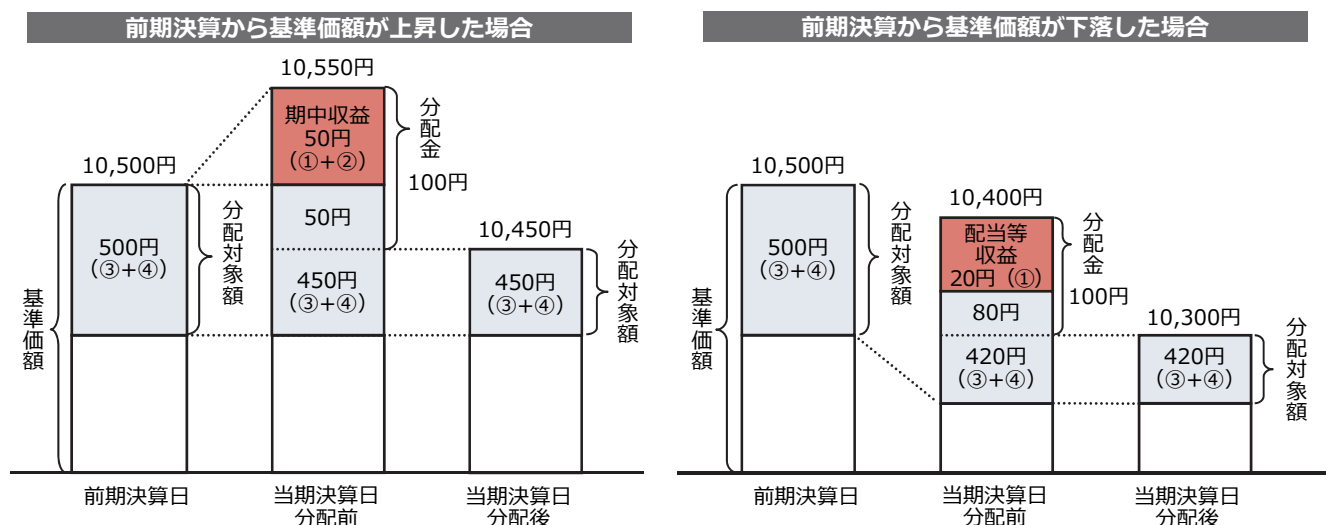 前期決算から基準価額が上昇した場合
10,550円
期中収益
50円
（①＋②）
分配金
100円
10,500円
500円
（③＋④）
分配対象額
50円
450円
（③＋④）
10,450円
450円
（③＋④）
分配対象額
基準価額
前期決算日
当期決算日
分配前
当期決算日
分配後
前期決算から基準価額が下落した場合
10,500円
500円
（③＋④）
分配対象額
10,400円
配当等
収益
20円（①）
分配金
100円
80円
420円
（③＋④）
10,300円
420円
（③＋④）
分配対象額
基準価額
前期決算日
当期決算日
分配前
当期決算日
分配後